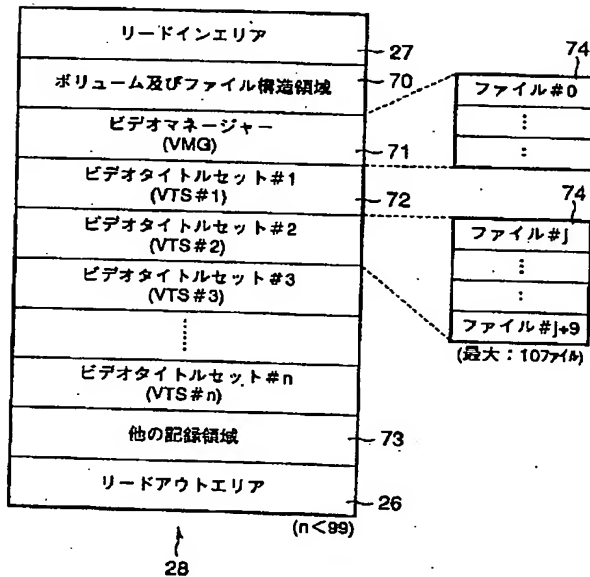 リードインエリア
27
ボリューム及びファイル構造領域
70
ビデオマネージャー
(VMG)
71
ビデオタイトルセット#1
(VTS#1)
72
ビデオタイトルセット#2
(VTS#2)
ビデオタイトルセット#3
(VTS#3)
ビデオタイトルセット#n
(VTS#n)
他の記録領域
73
リードアウトエリア
26
(n<99)
28
74
ファイル#0
74
ファイル#j
ファイル#j+9
(最大:10ファイル)